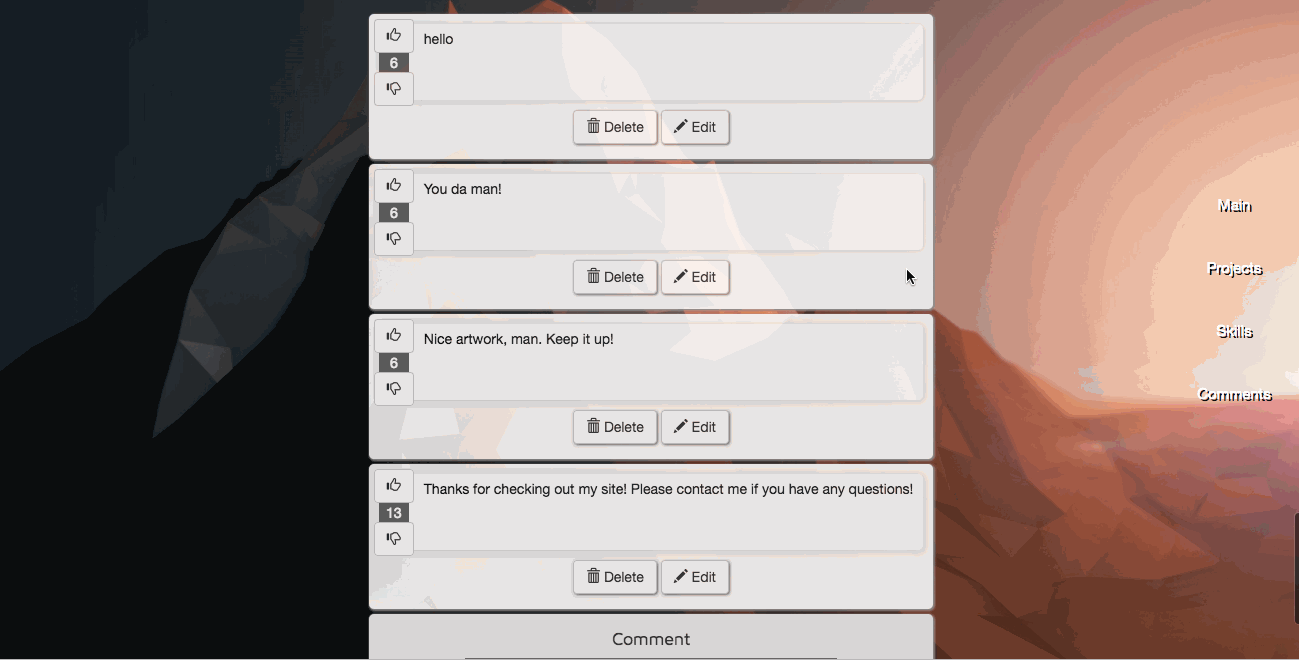 hello
6
Delete Edit
You da man!
6
Delete Edit
Nice artwork, man. Keep it up!
6
Delete Edit
Thanks for checking out my site! Please contact me if you have any questions!
13
Delete Edit
Comment
Main
Projects
Skills
Comments